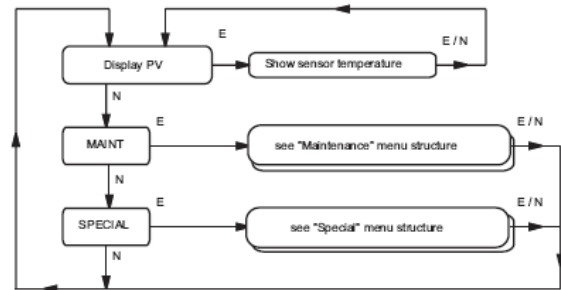 E
E / N
Display PV
Show sensor temperature
N
E
E / N
MAINT
see "Maintenance" menu structure
N
E
E / N
SPECIAL
see "Special" menu structure
N